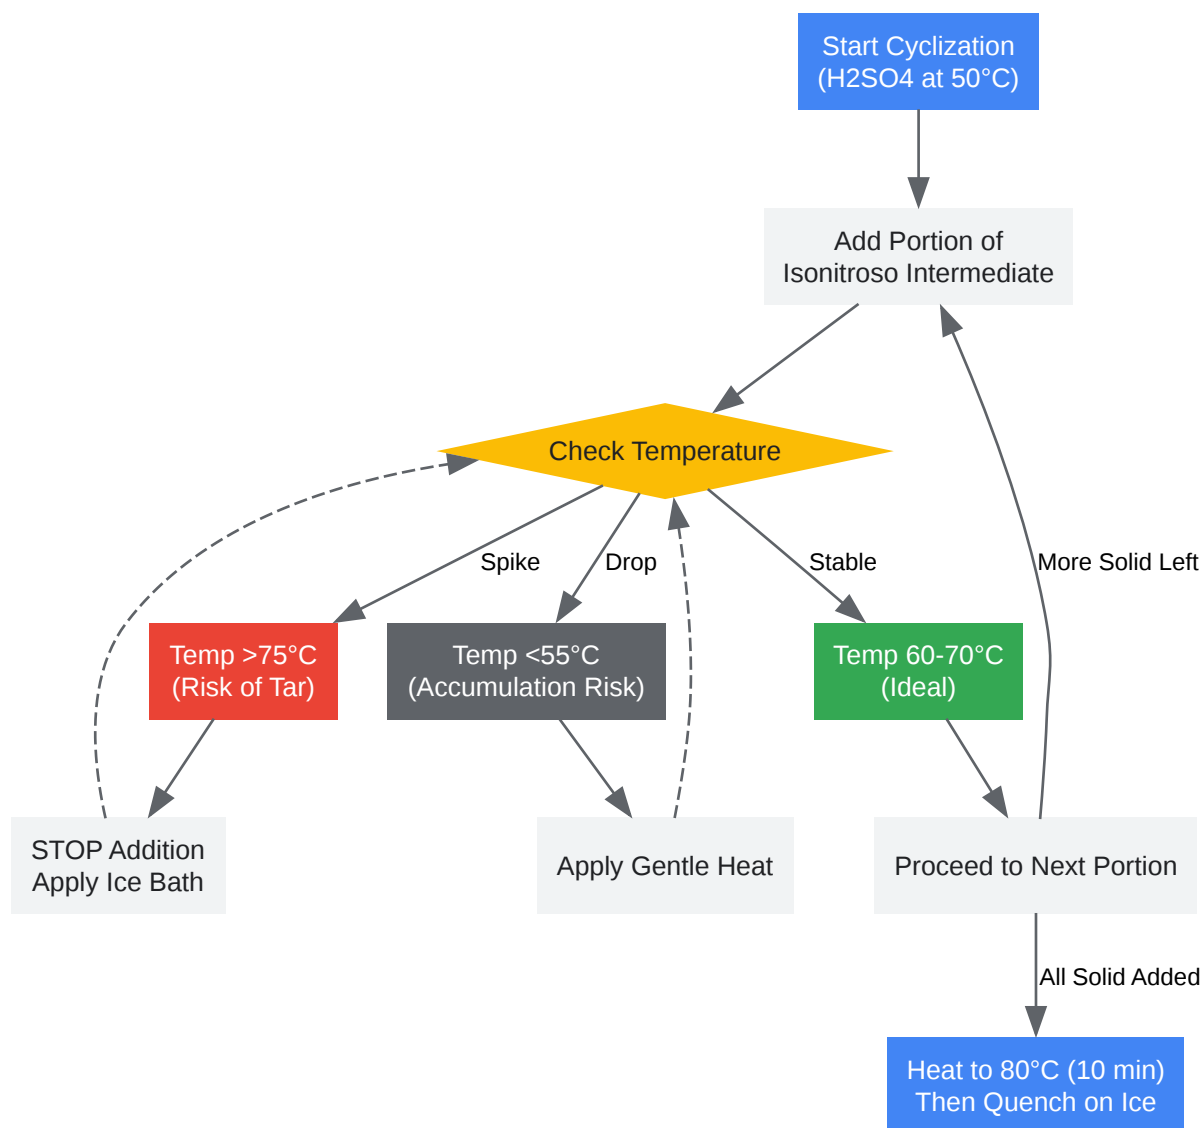 Start Cyclization
(H2SO4 at 50°C)
Add Portion of
Isonitroso Intermediate
Check Temperature
Spike
Drop
Stable
More Solid Left
Temp >75°C
(Risk of Tar)
Temp <55°C
(Accumulation Risk)
Temp 60-70°C
(Ideal)
STOP Addition
Apply Ice Bath
Apply Gentle Heat
Proceed to Next Portion
All Solid Added
Heat to 80°C (10 min)
Then Quench on Ice